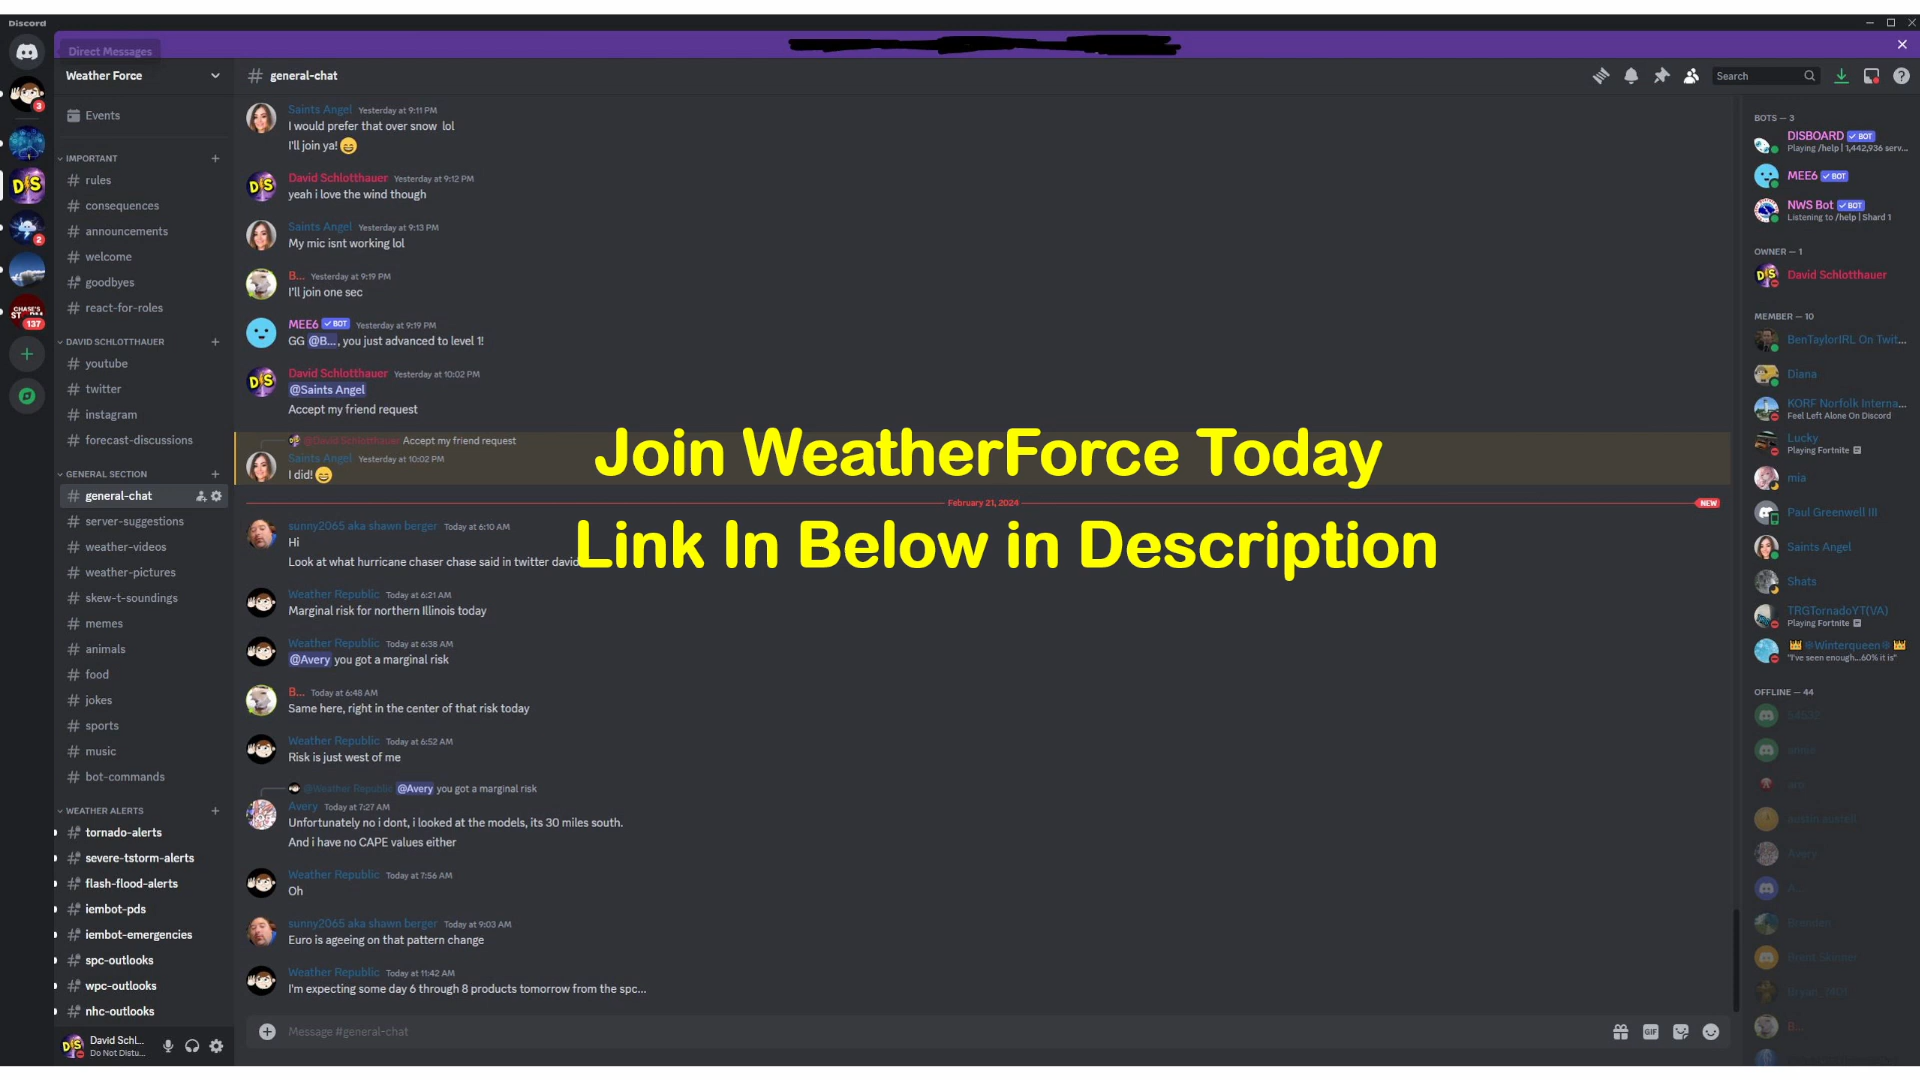 Discord
Direct Messages
Weather Force
Events
IMPORTANT
rules
consequences
announcements
welcome
goodbyes
react-for-roles
DAVID SCHLOTTHAUER
youtube
twitter
instagram
forecast-discussions
GENERAL SECTION
general-chat
server-suggestions
weather-videos
weather-pictures
skew-t-soundings
memes
animals
food
jokes
sports
music
bot-commands
WEATHER ALERTS
tornado-alerts
severe-tstorm-alerts
flash-flood-alerts
iembot-pds
iembot-emergencies
spc-outlooks
wpc-outlooks
nhc-outlooks
David Schl...
Do Not Distu...
3
DIS
2
CHASE'S
137
# general-chat
Search
Saints Angel Yesterday at 9:11 PM
I would prefer that over snow lol
I'll join ya!
David Schlotthauer Yesterday at 9:12 PM
yeah i love the wind though
Saints Angel Yesterday at 9:13 PM
My mic isnt working lol
B... Yesterday at 9:19 PM
I'll join one sec
MEE6 BOT Yesterday at 9:19 PM
GG @B..., you just advanced to level 1!
David Schlotthauer Yesterday at 10:02 PM
@Saints Angel
Accept my friend request
@David Schlotthauer Accept my friend request
Saints Angel Yesterday at 10:02 PM
I did!
Join WeatherForce Today
February 21, 2024
NEW
Link In Below in Description
sunny2065 aka shawn berger Today at 6:10 AM
Hi
Look at what hurricane chaser chase said in twitter david
Weather Republic Today at 6:21 AM
Marginal risk for northern Illinois today
Weather Republic Today at 6:38 AM
@Avery you got a marginal risk
B... Today at 6:48 AM
Same here, right in the center of that risk today
Weather Republic Today at 6:52 AM
Risk is just west of me
@Weather Republic @Avery you got a marginal risk
Avery Today at 7:27 AM
Unfortunately no i dont, i looked at the models, its 30 miles south.
And i have no CAPE values either
Weather Republic Today at 7:56 AM
Oh
sunny2065 aka shawn berger Today at 9:03 AM
Euro is ageing on that pattern change
Weather Republic Today at 11:42 AM
I'm expecting some day 6 through 8 products tomorrow from the spc...
Message #general-chat
GIF
BOTS — 3
DISBOARD BOT
Playing /help | 1,442,936 serv...
MEE6 BOT
NWS Bot BOT
Listening to /help | Shard 1
OWNER — 1
David Schlotthauer
MEMBER — 10
BenTaylorIRL On Twit...
Diana
KORF Norfolk Interna...
Feel Left Alone On Discord
Lucky
Playing Fortnite
mia
Paul Greenwell III
Saints Angel
Shats
TRGTornadoYT(VA)
Playing Fortnite
Winterqueen
"I've seen enough...60% it is"
OFFLINE — 44
Avery
A...
Brenden
Brent Skinner
B...